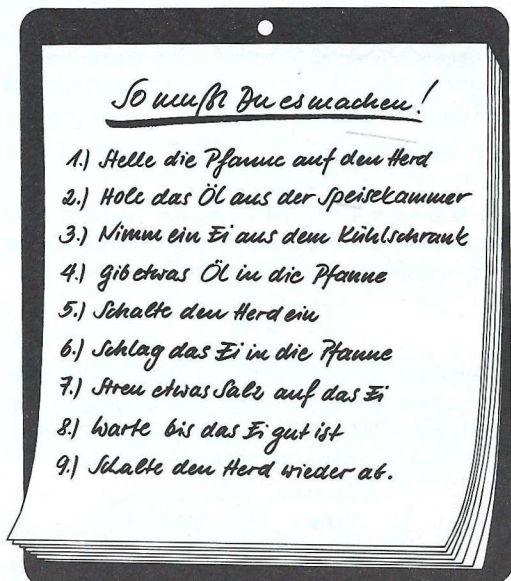 So mußt Du es machen!
1.) Stelle die Pfanne auf den Herd
2.) Hole das Öl aus der Speisekammer
3.) Nimm ein Ei aus dem Kühlschrank
4.) Gib etwas Öl in die Pfanne
5.) Schalte den Herd ein
6.) Schlag das Ei in die Pfanne
7.) Streu etwas Salz auf das Ei
8.) Warte bis das Ei gut ist
9.) Schalte den Herd wieder ab.